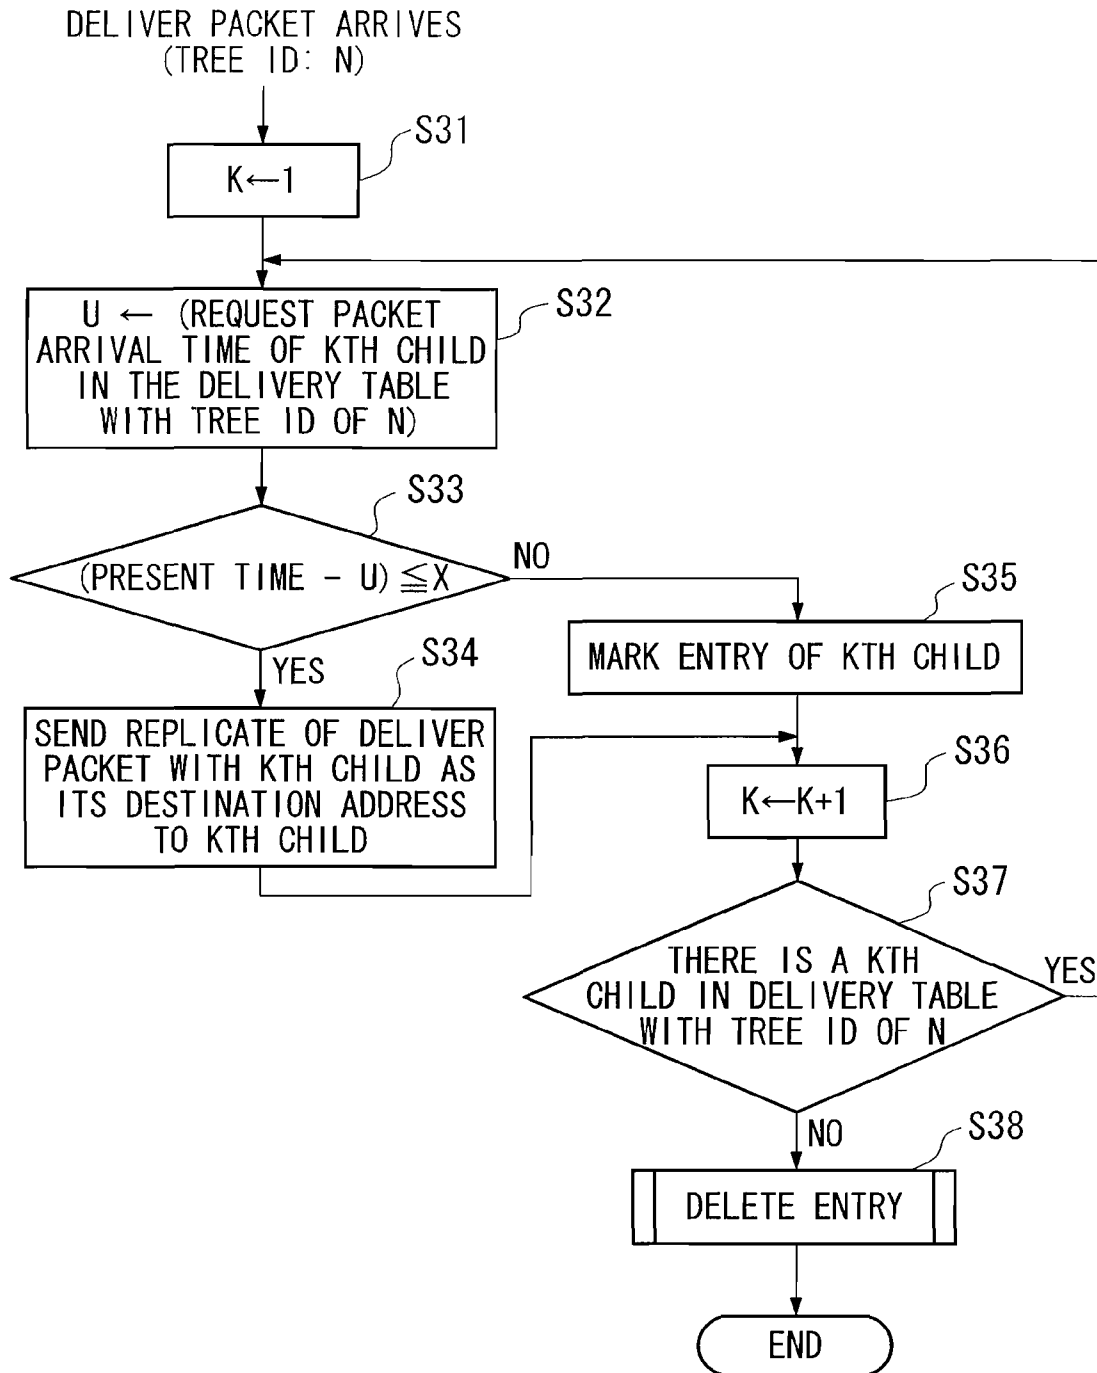 DELIVER PACKET ARRIVES
(TREE ID: N)
S31
K←1
S32
U ← (REQUEST PACKET
ARRIVAL TIME OF KTH CHILD
IN THE DELIVERY TABLE
WITH TREE ID OF N)
S33
(PRESENT TIME - U) ≦X
NO
YES
S34
SEND REPLICATE OF DELIVER
PACKET WITH KTH CHILD AS
ITS DESTINATION ADDRESS
TO KTH CHILD
S35
MARK ENTRY OF KTH CHILD
S36
K←K+1
S37
THERE IS A KTH
CHILD IN DELIVERY TABLE
WITH TREE ID OF N
YES
NO
S38
DELETE ENTRY
END